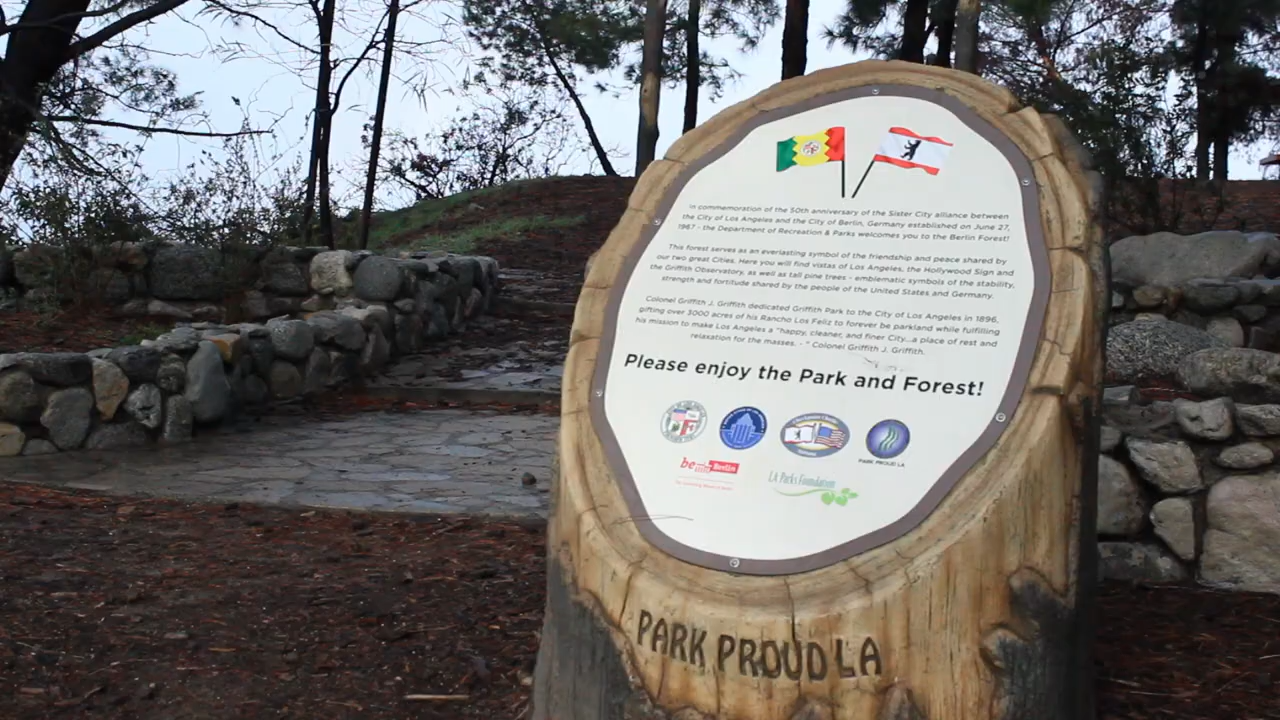 In commemoration of the 50th anniversary of the Sister City alliance between
the City of Los Angeles and the City of Berlin, Germany established on June 27,
1967 - the Department of Recreation & Parks welcomes you to the Berlin Forest!
This forest serves as an everlasting symbol of the friendship and peace shared by
our two great Cities. Here you will find vistas of Los Angeles, the Hollywood Sign and
the Griffith Observatory, as well as tall pine trees - emblematic symbols of the stability,
strength and fortitude shared by the people of the United States and Germany.
Colonel Griffith J. Griffith dedicated Griffith Park to the City of Los Angeles in 1896,
gifting over 3000 acres of his Rancho Los Feliz to forever be parkland while fulfilling
his mission to make Los Angeles a "happy, cleaner, and finer City...a place of rest and
relaxation for the masses. - " Colonel Griffith J. Griffith.
Please enjoy the Park and Forest!
PARK PROUD LA
be Berlin
LA Parks Foundation
PARK PROUD LA